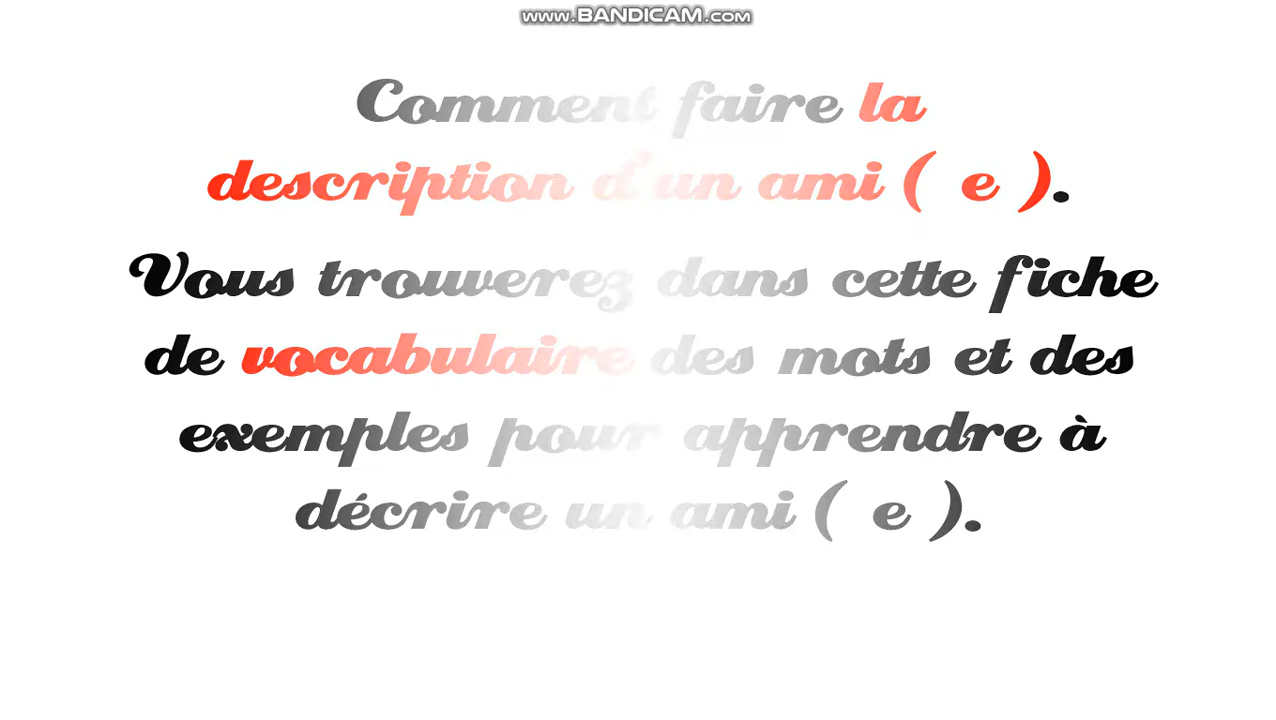 www.BANDICAM.com
Comment faire la
description d'un ami ( e ).
Vous trouverez dans cette fiche
de vocabulaire des mots et des
exemples pour apprendre à
décrire un ami ( e ).